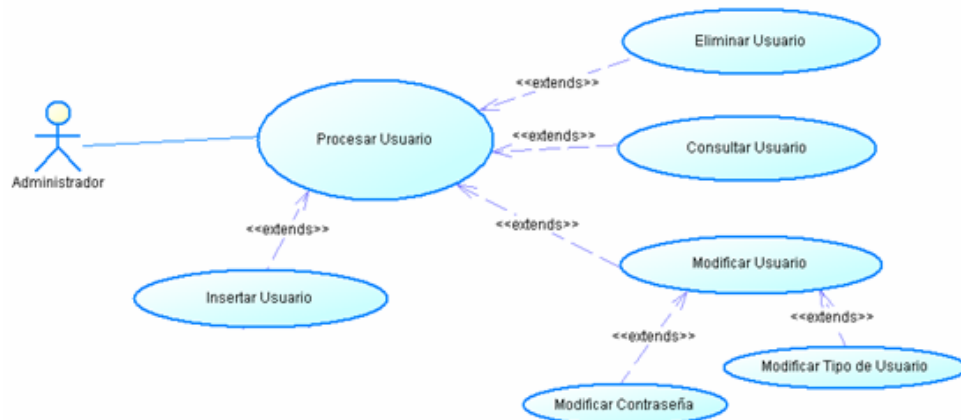 Eliminar Usuario
<<extends>>
Procesar Usuario
<<extends>>
Consultar Usuario
Administrador
<<extends>>
<<extends>>
Modificar Usuario
Insertar Usuario
<<extends>>
<<extends>>
Modificar Tipo de Usuario
Modificar Contraseña